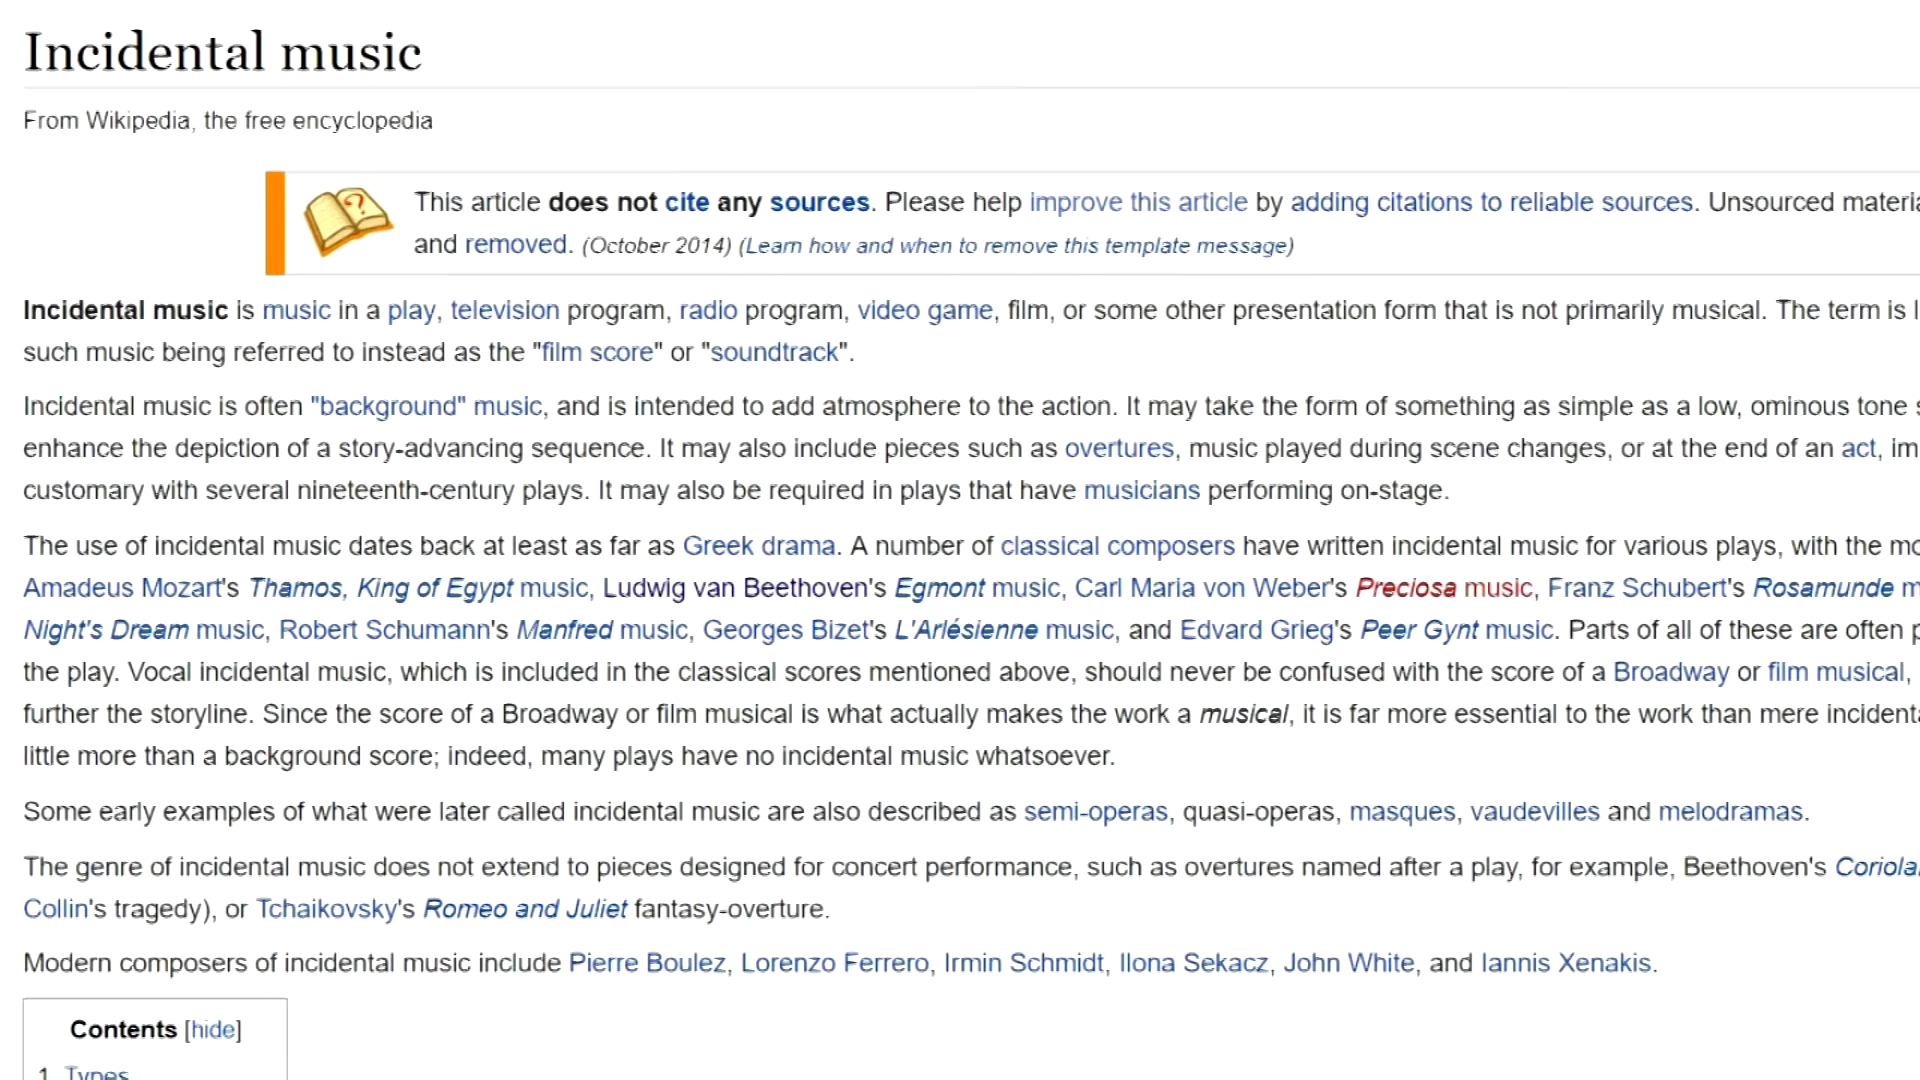 Incidental music
From Wikipedia, the free encyclopedia
This article does not cite any sources. Please help improve this article by adding citations to reliable sources. Unsourced
and removed. (October 2014) (Learn how and when to remove this template message)
Incidental music is music in a play, television program, radio program, video game, film, or some other presentation form that is not primarily musical. The term is
such music being referred to instead as the "film score" or "soundtrack".
Incidental music is often "background" music, and is intended to add atmosphere to the action. It may take the form of something as simple as a low, ominous tone
enhance the depiction of a story-advancing sequence. It may also include pieces such as overtures, music played during scene changes, or at the end of an act,
customary with several nineteenth-century plays. It may also be required in plays that have musicians performing on-stage.
The use of incidental music dates back at least as far as Greek drama. A number of classical composers have written incidental music for various plays, with the
Amadeus Mozart's Thamos, King of Egypt music, Ludwig van Beethoven's Egmont music, Carl Maria von Weber's Preciosa music, Franz Schubert's Rosamunde
Night's Dream music, Robert Schumann's Manfred music, Georges Bizet's L'Arlésienne music, and Edvard Grieg's Peer Gynt music. Parts of all of these are often
the play. Vocal incidental music, which is included in the classical scores mentioned above, should never be confused with the score of a Broadway or film musical,
further the storyline. Since the score of a Broadway or film musical is what actually makes the work a musical, it is far more essential to the work than mere
little more than a background score; indeed, many plays have no incidental music whatsoever.
Some early examples of what were later called incidental music are also described as semi-operas, quasi-operas, masques, vaudevilles and melodramas.
The genre of incidental music does not extend to pieces designed for concert performance, such as overtures named after a play, for example, Beethoven's
Collin's tragedy), or Tchaikovsky's Romeo and Juliet fantasy-overture.
Modern composers of incidental music include Pierre Boulez, Lorenzo Ferrero, Irmin Schmidt, Ilona Sekacz, John White, and Iannis Xenakis.
Contents [hide]
1 Types